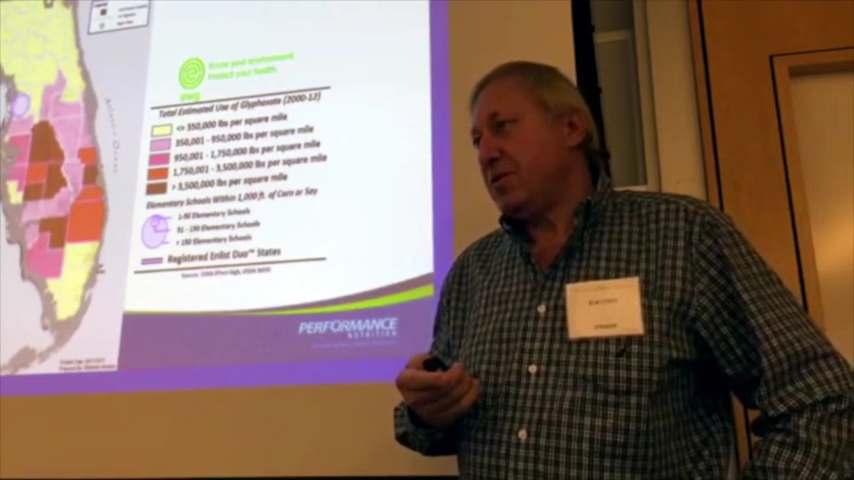 Know your environment.
Protect your health.
ewg
Total Estimated Use of Glyphosate (2000-12)
<= 350,000 lbs per square mile
350,001 - 950,000 lbs per square mile
950,001 - 1,750,000 lbs per square mile
1,750,001 - 3,500,000 lbs per square mile
> 3,500,000 lbs per square mile
Elementary Schools Within 1,000 ft. of Corn or Soy
1-50 Elementary Schools
51 - 150 Elementary Schools
> 150 Elementary Schools
Registered Enlist Duo™ States
Atlantic Ocean
PERFORMANCE
NUTRITION